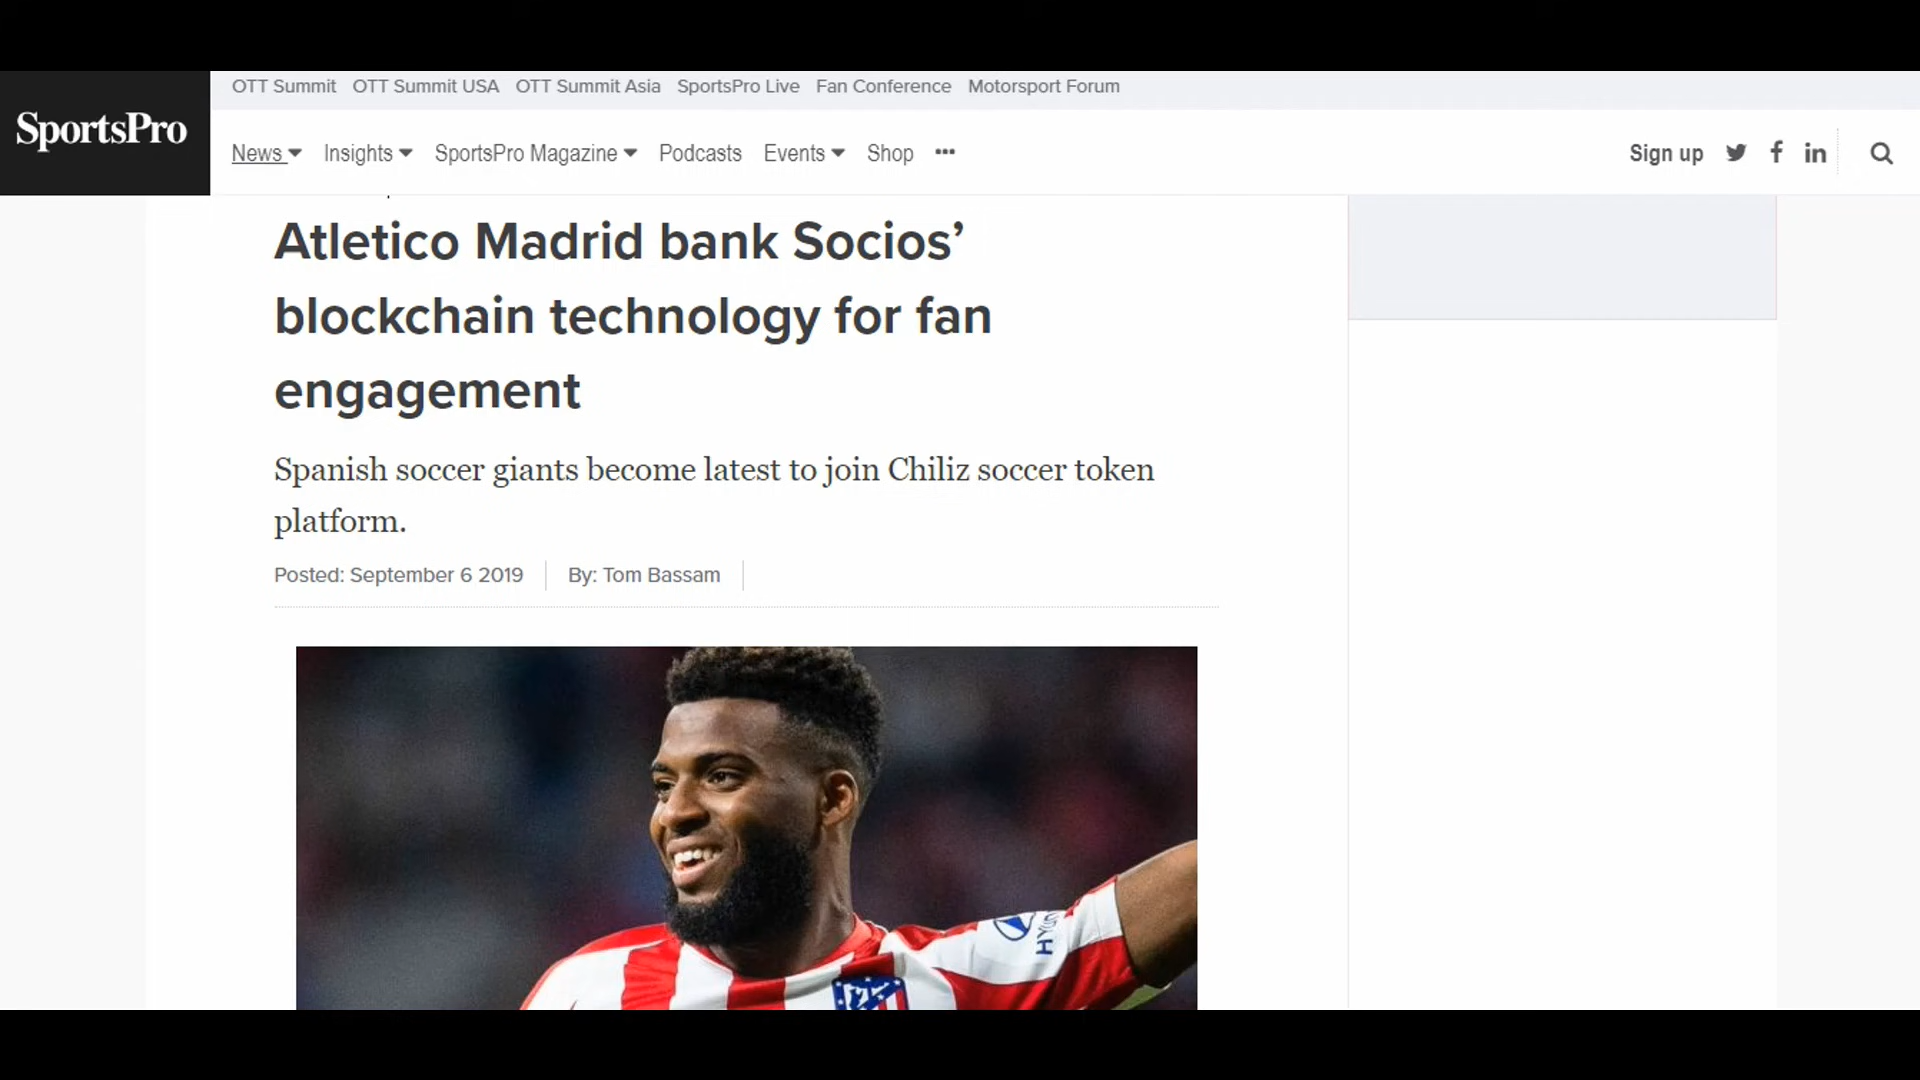 OTT Summit OTT Summit USA OTT Summit Asia SportsPro Live Fan Conference Motorsport Forum
SportsPro
News Insights SportsPro Magazine Podcasts Events Shop ••• Sign up
Atletico Madrid bank Socios’
blockchain technology for fan
engagement
Spanish soccer giants become latest to join Chiliz soccer token
platform.
Posted: September 6 2019 By: Tom Bassam